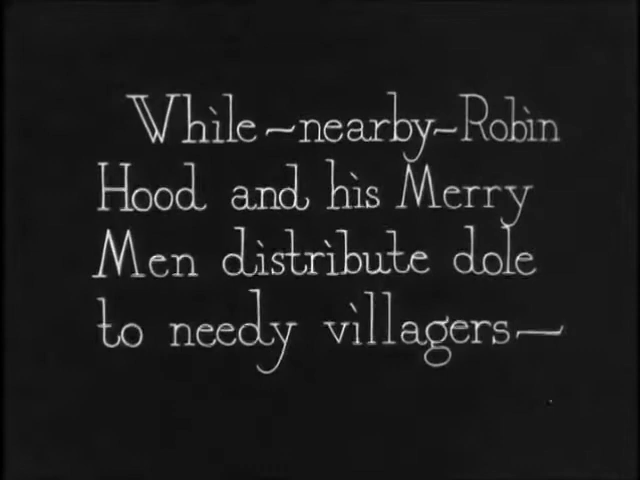 While—nearby—Robin
Hood and his Merry
Men distribute dole
to needy villagers—